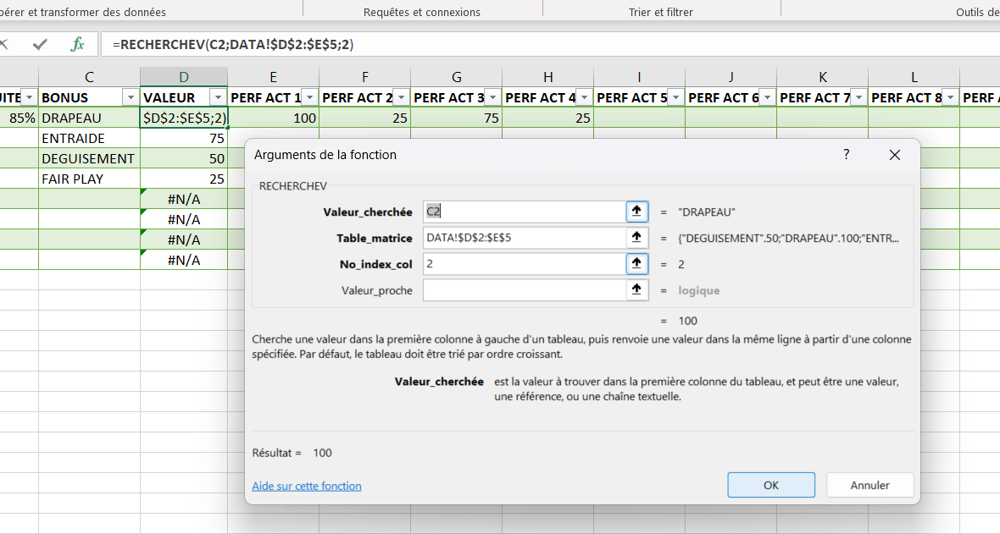 pérer et transformer des données Requêtes et connexions Trier et filtrer Outils de
fx =RECHERCHEV(C2;DATA!$D$2:$E$5;2)
C D E F G H I J K L
UITE BONUS VALEUR PERF ACT 1 PERF ACT 2 PERF ACT 3 PERF ACT 4 PERF ACT 5 PERF ACT 6 PERF ACT 7 PERF ACT 8 PERF A
85% DRAPEAU $D$2:$E$5;2) 100 25 75 25
ENTRAIDE 75
DEGUISEMENT 50
FAIR PLAY 25
#N/A
#N/A
#N/A
#N/A
Arguments de la fonction ?
RECHERCHEV
Valeur_cherchée C2 = "DRAPEAU"
Table_matrice DATA!$D$2:$E$5 = {"DEGUISEMENT".50;"DRAPEAU".100;"ENTR...
No_index_col 2 = 2
Valeur_proche = logique
= 100
Cherche une valeur dans la première colonne à gauche d'un tableau, puis renvoie une valeur dans la même ligne à partir d'une colonne
spécifiée. Par défaut, le tableau doit être trié par ordre croissant.
Valeur_cherchée est la valeur à trouver dans la première colonne du tableau, et peut être une valeur,
une référence, ou une chaîne textuelle.
Résultat = 100
Aide sur cette fonction OK Annuler